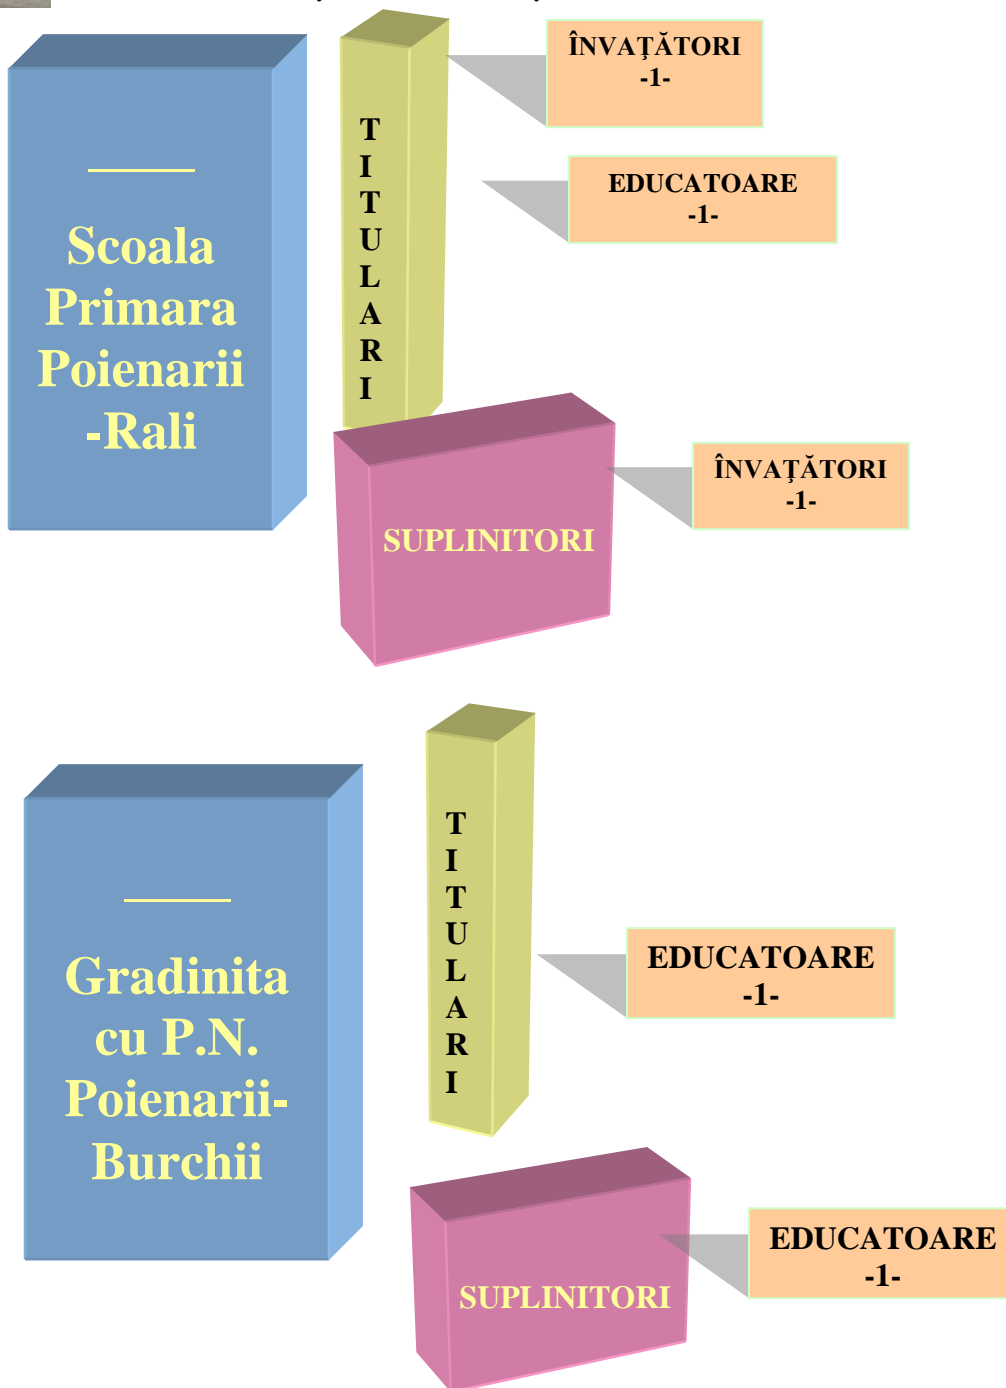 Scoala
Primara
Poienarii
-Rali
T
I
T
U
L
A
R
I
ÎNVAŢĂTORI
-1-
EDUCATOARE
-1-
SUPLINITORI
ÎNVAŢĂTORI
-1-
Gradinita
cu P.N.
Poienarii-
Burchii
T
I
T
U
L
A
R
I
EDUCATOARE
-1-
SUPLINITORI
EDUCATOARE
-1-